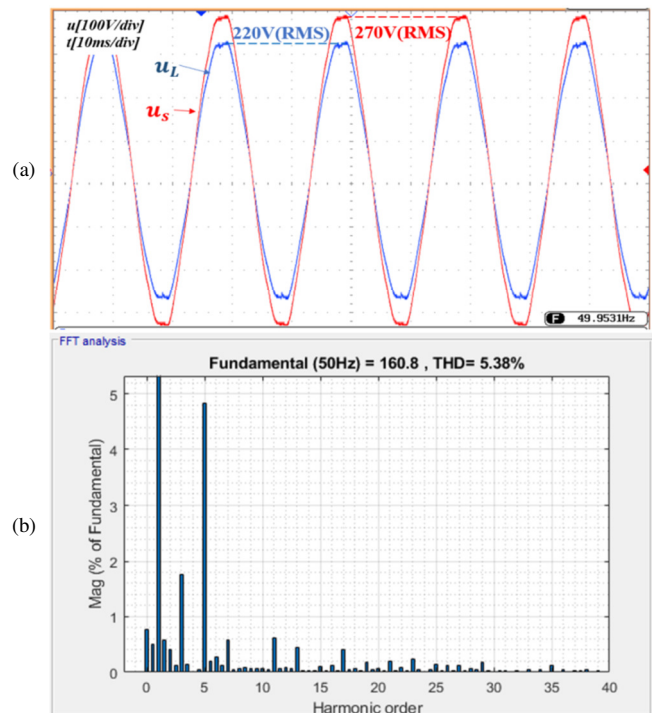 u[100V/div]
t[10ms/div]
220V(RMS)
270V(RMS)
u_L
u_s
(a)
F 49.9531Hz
FFT analysis
Fundamental (50Hz) = 160.8 , THD= 5.38%
Mag (% of Fundamental)
5
4
3
2
1
0
(b)
0 5 10 15 20 25 30 35 40
Harmonic order